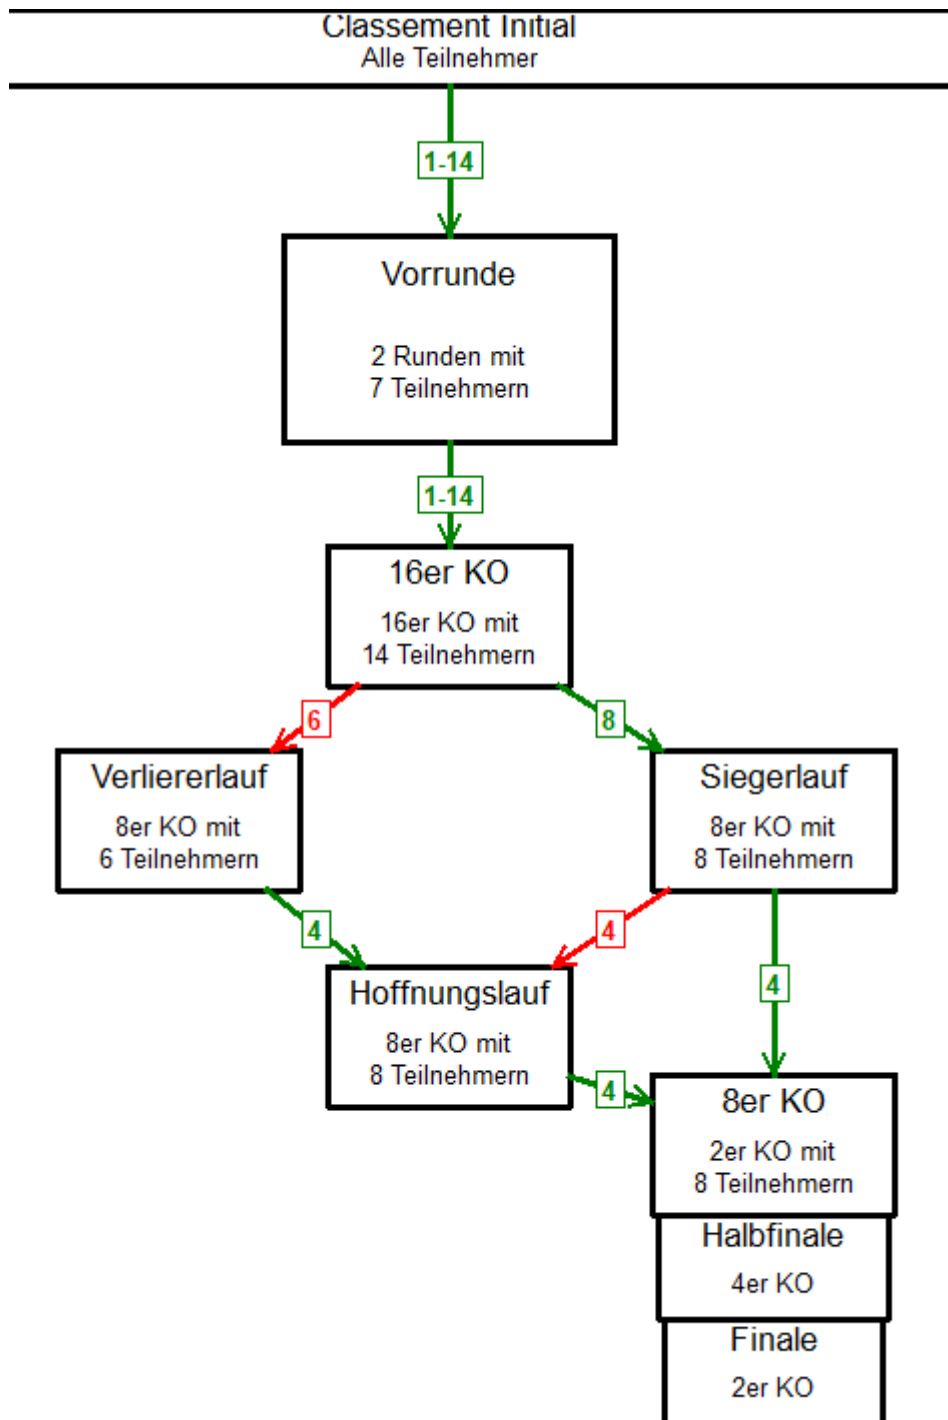 Classement Initial
Alle Teilnehmer
1-14
Vorrunde
2 Runden mit
7 Teilnehmern
1-14
16er KO
16er KO mit
14 Teilnehmern
6
8
Verliererlauf
8er KO mit
6 Teilnehmern
Siegerlauf
8er KO mit
8 Teilnehmern
4
4
4
Hoffnungslauf
8er KO mit
8 Teilnehmern
4
8er KO
2er KO mit
8 Teilnehmern
Halbfinale
4er KO
Finale
2er KO